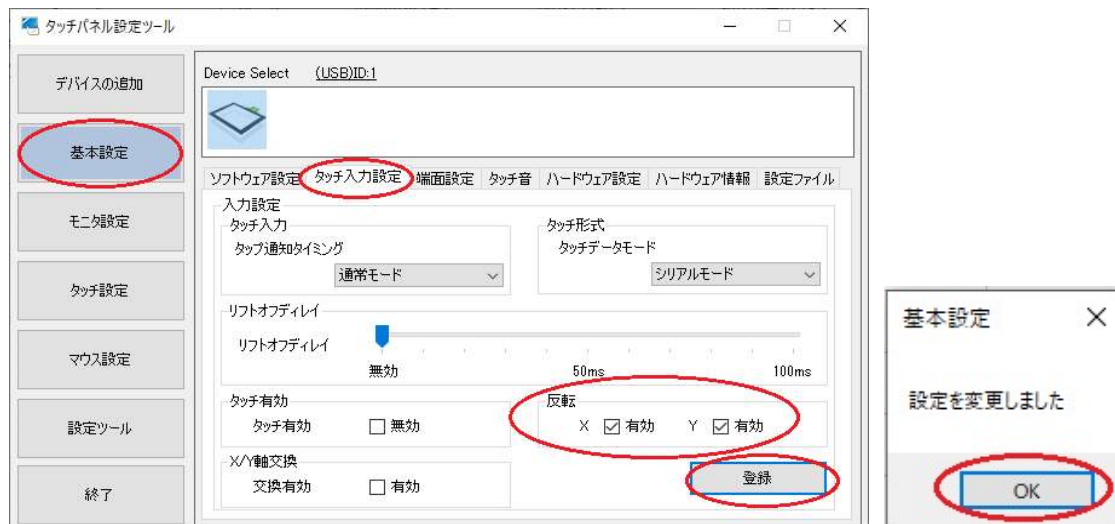 タッチパネル設定ツール
デバイスの追加
基本設定
モニタ設定
タッチ設定
マウス設定
設定ツール
終了
Device Select (USB)ID:1
ソフトウェア設定 タッチ入力設定 端面設定 タッチ音 ハードウェア設定 ハードウェア情報 設定ファイル
入力設定
タッチ入力
タップ通知タイミング
通常モード
タッチ形式
タッチデータモード
シリアルモード
リフトオフディレイ
リフトオフディレイ
無効 50ms 100ms
タッチ有効
タッチ有効 無効
反転
X 有効 Y 有効
X/Y軸交換
交換有効 有効
登録
基本設定
設定を変更しました
OK